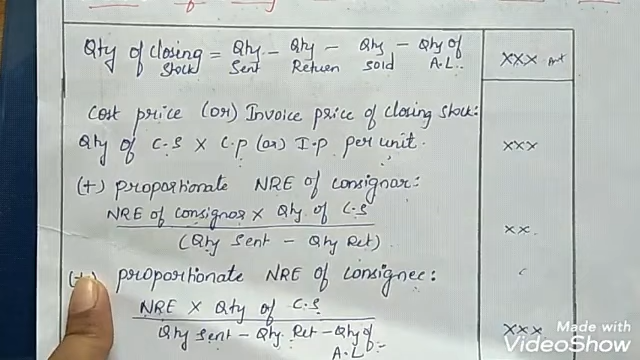 Qty of closing stock = Qty Sent - Qty Return - Qty Sold - Qty of A.L. xxx
Cost price (or) Invoice price of closing stock:
Qty of C.S x C.p (or) I.p per unit. xxx
(+) proportionate NRE of consignor:
NRE of consignor x Qty of C.S
(Qty Sent - Qty Ret) xx.
proportionate NRE of consignee:
NRE x Qty of C.S
Qty Sent - Qty. Ret - Qty of A.L xxx
Made with
VideoShow